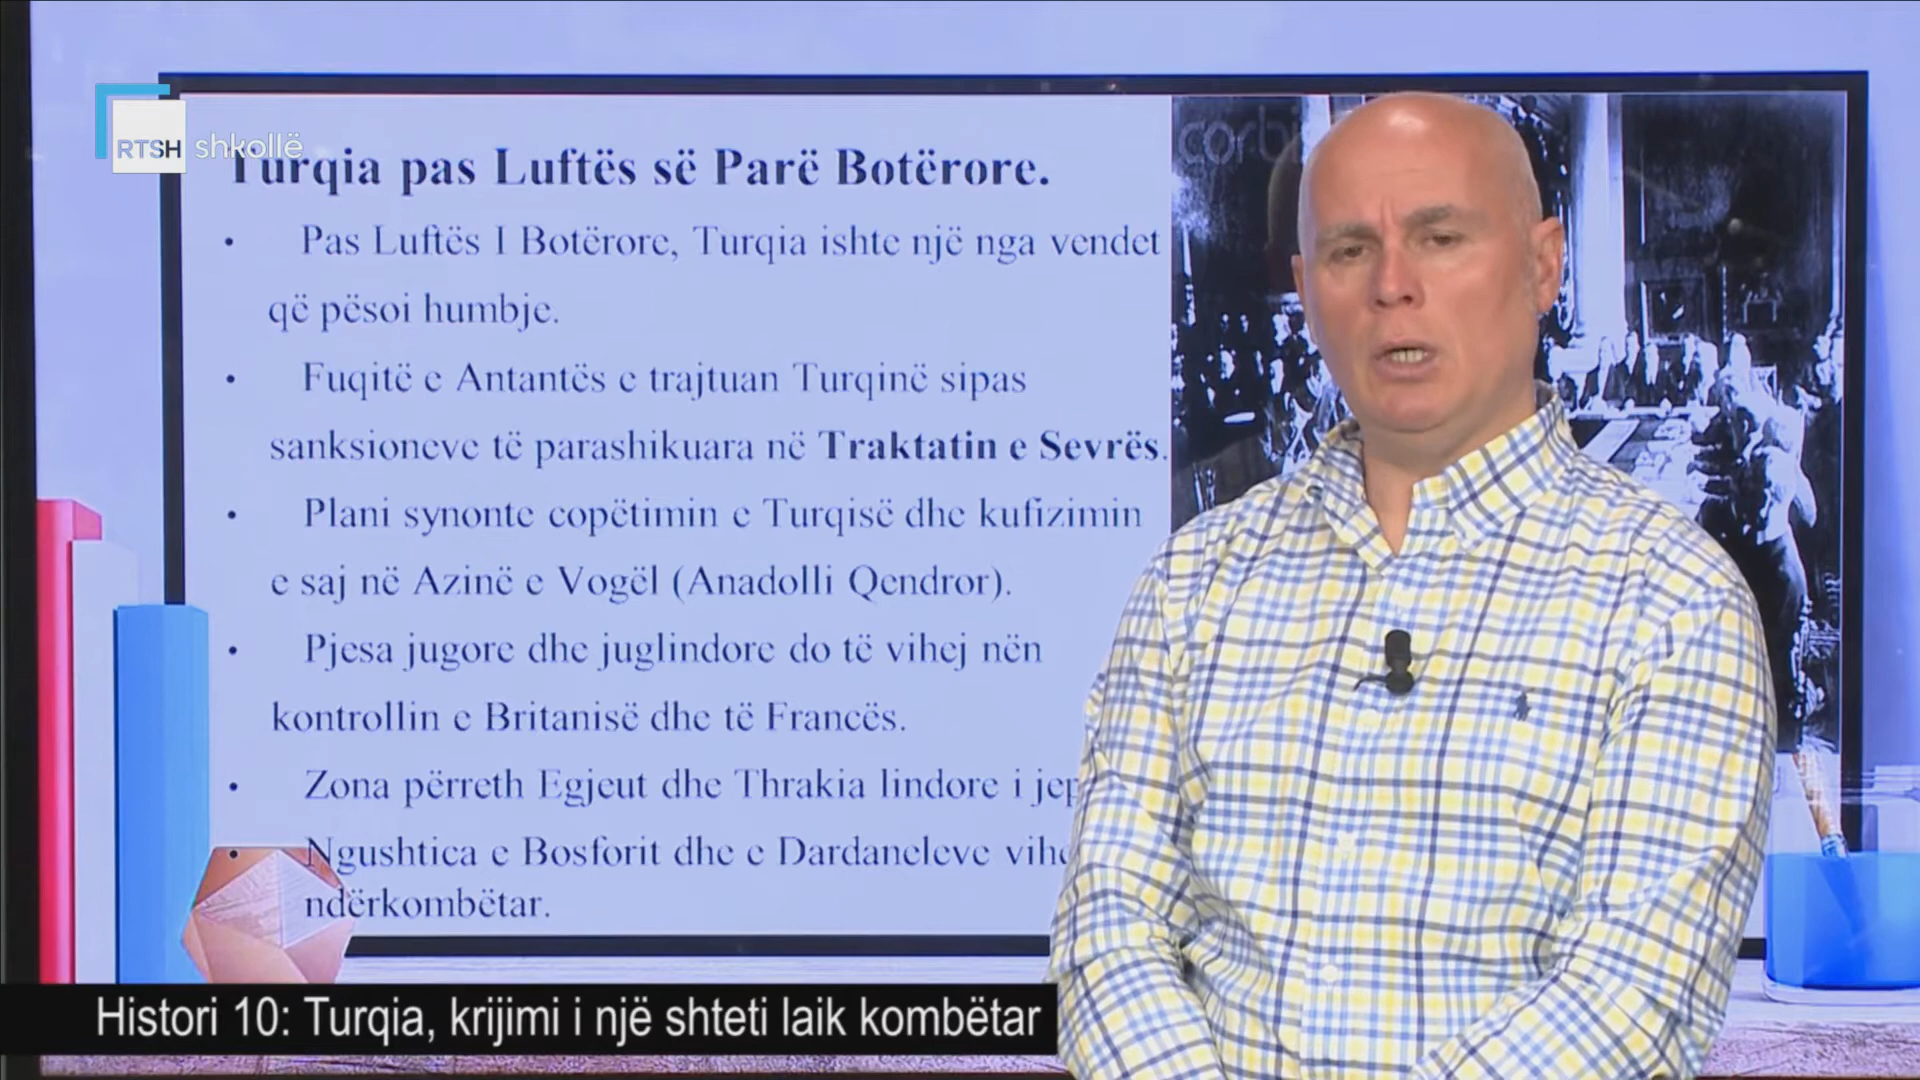 RTSH shkollë
Turqia pas Luftës së Parë Botërore.
• Pas Luftës I Botërore, Turqia ishte një nga vendet
që pësoi humbje.
• Fuqitë e Antantës e trajtuan Turqinë sipas
sanksioneve të parashikuara në Traktatin e Sevrës.
• Plani synonte copëtimin e Turqisë dhe kufizimin
e saj në Azinë e Vogël (Anadolli Qendror).
• Pjesa jugore dhe juglindore do të vihej nën
kontrollin e Britanisë dhe të Francës.
• Zona përreth Egjeut dhe Thrakia lindore i
• Ngushtica e Bosforit dhe e Dardaneleve
ndërkombëtar.
Histori 10: Turqia, krijimi i një shteti laik kombëtar